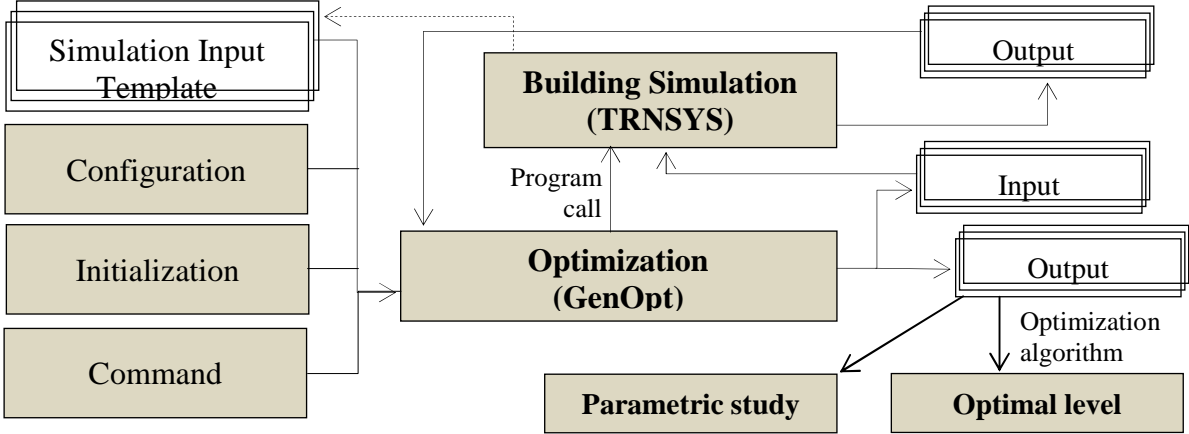 Simulation Input
Template
Configuration
Initialization
Command
Building Simulation
(TRNSYS)
Program
call
Optimization
(GenOpt)
Output
Input
Output
Optimization
algorithm
Parametric study
Optimal level